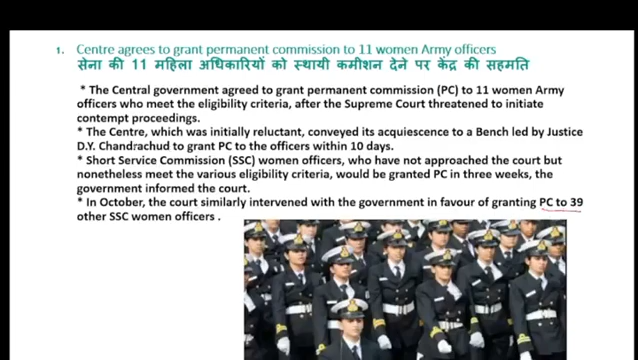 1. Centre agrees to grant permanent commission to 11 women Army officers
सेना की 11 महिला अधिकारियों को स्थायी कमीशन देने पर केंद्र की सहमति
* The Central government agreed to grant permanent commission (PC) to 11 women Army
officers who meet the eligibility criteria, after the Supreme Court threatened to initiate
contempt proceedings.
* The Centre, which was initially reluctant, conveyed its acquiescence to a Bench led by Justice
D.Y. Chandrachud to grant PC to the officers within 10 days.
* Short Service Commission (SSC) women officers, who have not approached the court but
nonetheless meet the various eligibility criteria, would be granted PC in three weeks, the
government informed the court.
* In October, the court similarly intervened with the government in favour of granting PC to 39
other SSC women officers .